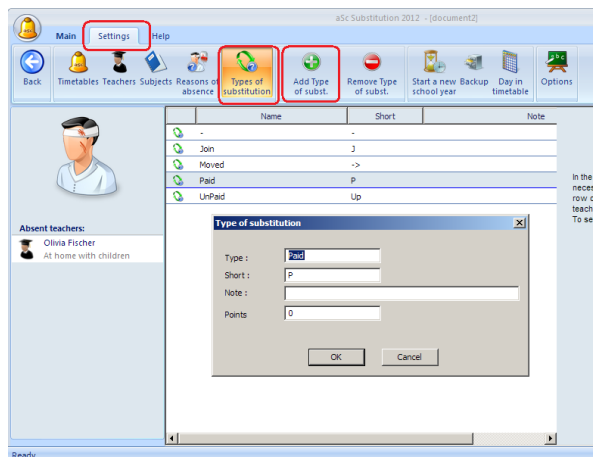 aSc Substitution 2012 - [document2]
Main Settings Help
Back Timetables Teachers Subjects Reasons of absence Types of substitution Add Type of subst. Remove Type of subst. Start a new school year Backup Day in timetable Options
Name Short Note
- -
Join J
Moved ->
Paid P
UnPaid Up
In the
neces
row o
teach
To se
Absent teachers:
Olivia Fischer
At home with children
Type of substitution
Type : Paid
Short : P
Note :
Points 0
OK Cancel
Ready